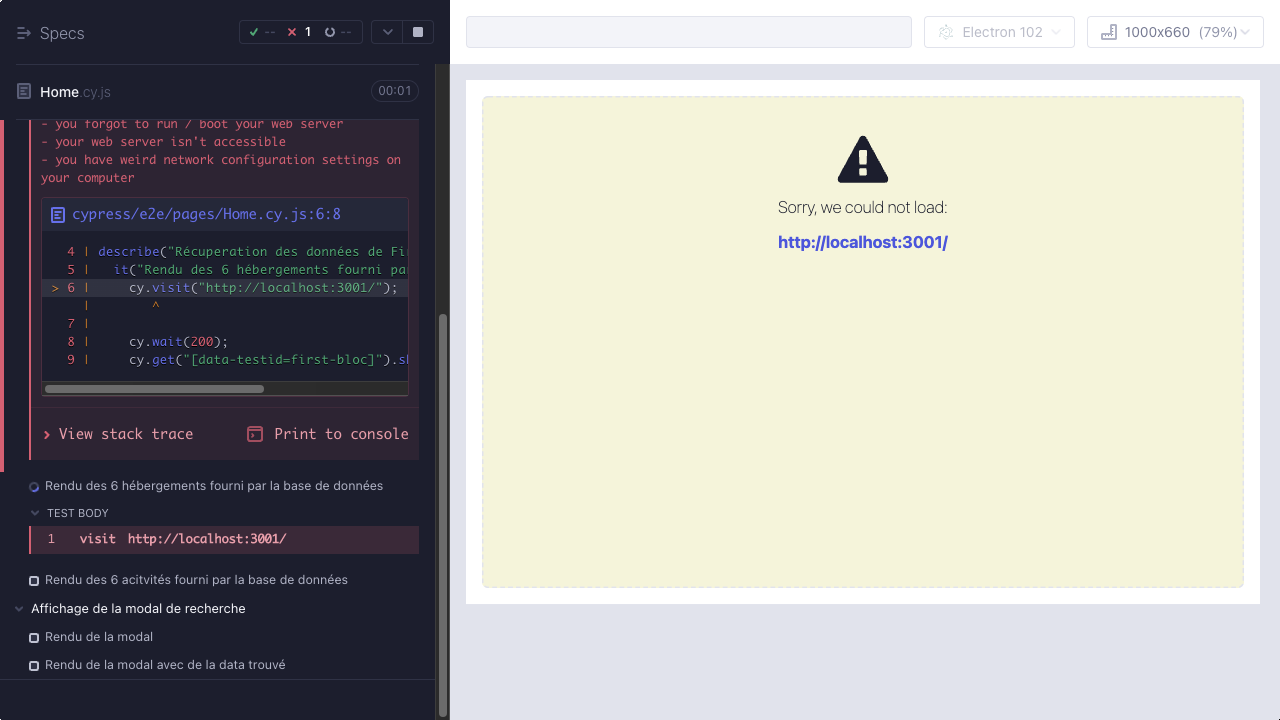 Specs
-- 1 --
Electron 102
1000x660 (79%)
Home.cy.js
00:01
- you forgot to run / boot your web server
- your web server isn't accessible
- you have weird network configuration settings on
your computer
cypress/e2e/pages/Home.cy.js:6:8
4 | describe("Récuperation des données de Fi
5 | it("Rendu des 6 hébergements fourni pa
> 6 | cy.visit("http://localhost:3001/");
| ^
7 |
8 | cy.wait(200);
9 | cy.get("[data-testid=first-bloc]").s
View stack trace
Print to console
Rendu des 6 hébergements fourni par la base de données
TEST BODY
1 visit http://localhost:3001/
Rendu des 6 acitvités fourni par la base de données
Affichage de la modal de recherche
Rendu de la modal
Rendu de la modal avec de la data trouvé
Sorry, we could not load:
http://localhost:3001/